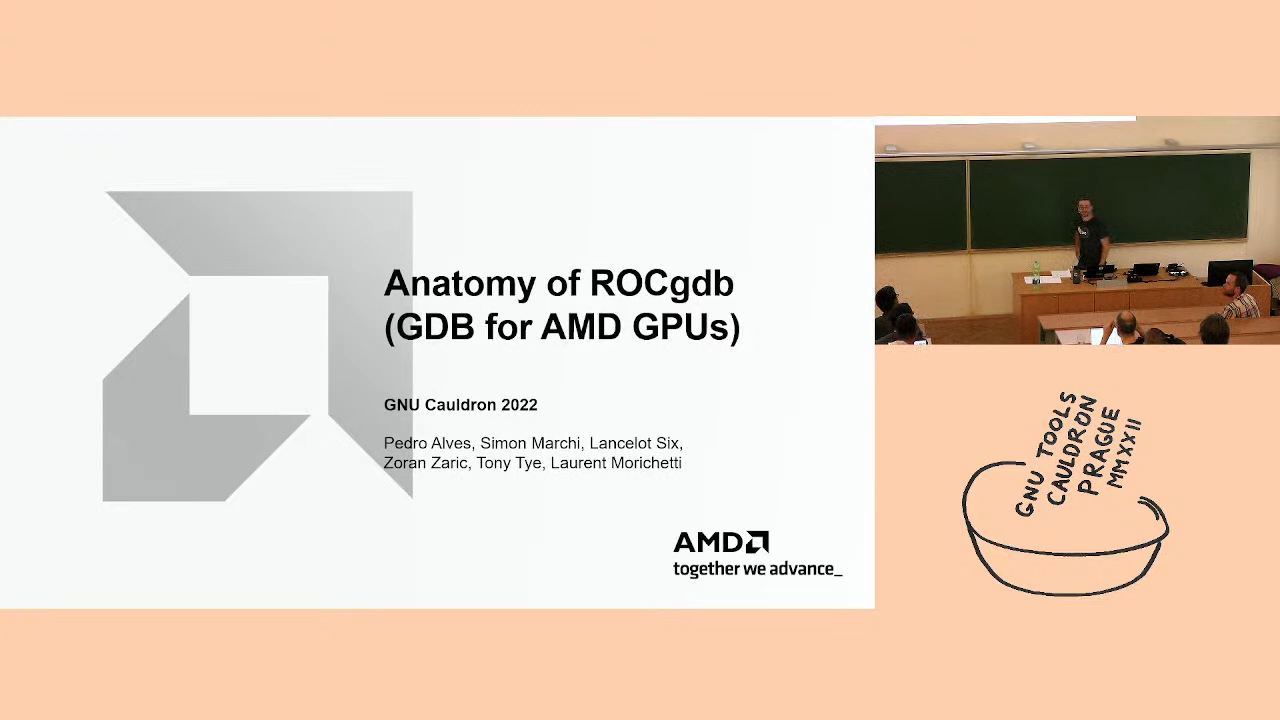 Anatomy of ROCgdb
(GDB for AMD GPUs)
GNU Cauldron 2022
Pedro Alves, Simon Marchi, Lancelot Six,
Zoran Zaric, Tony Tye, Laurent Morichetti
AMD
together we advance_
GNU TOOLS
CAULDRON
PRAGUE
MMXXII